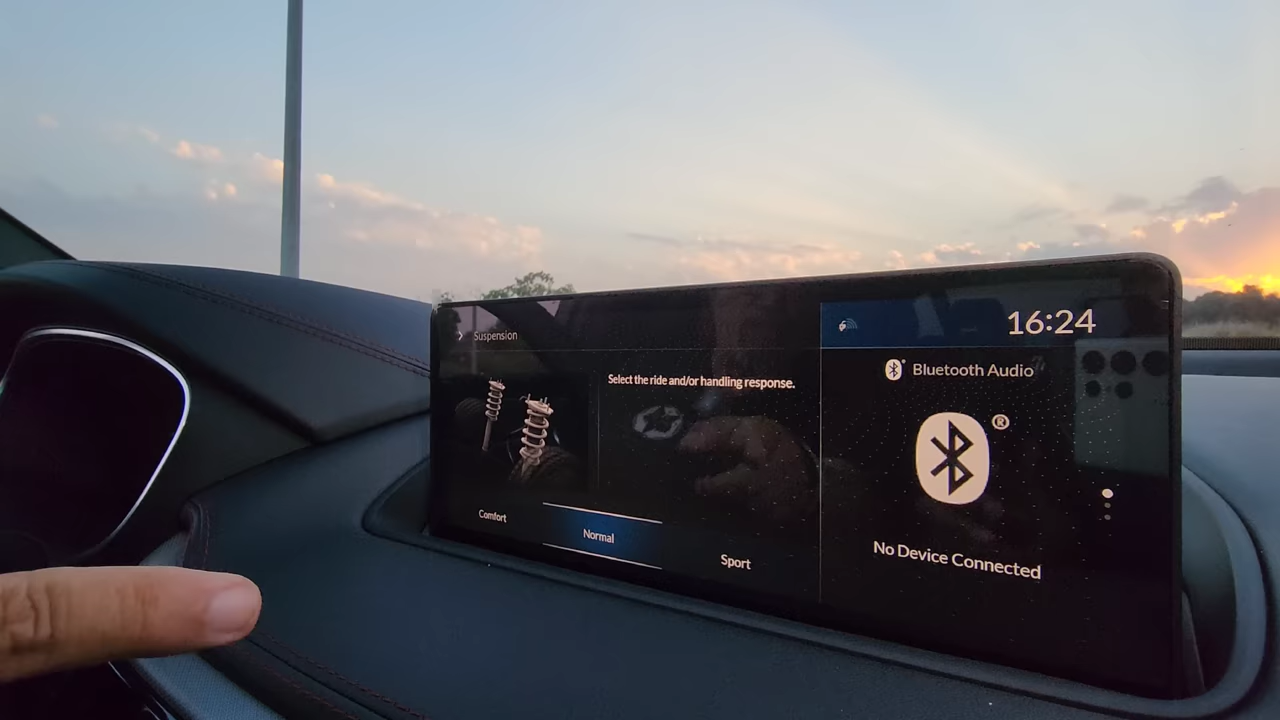 Suspension
Select the ride and/or handling response.
Comfort
Normal
Sport
16:24
Bluetooth Audio
®
No Device Connected